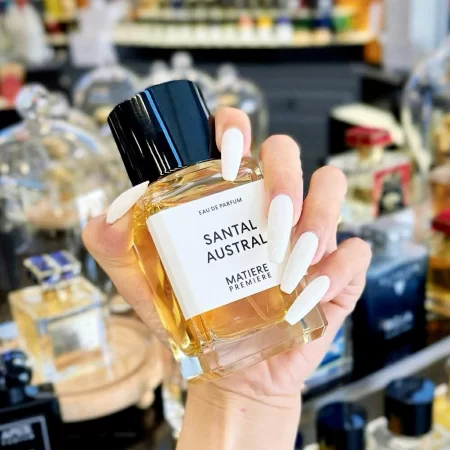 EAU DE PARFUM
SANTAL
AUSTRAL
MATIERE
PREMIERE